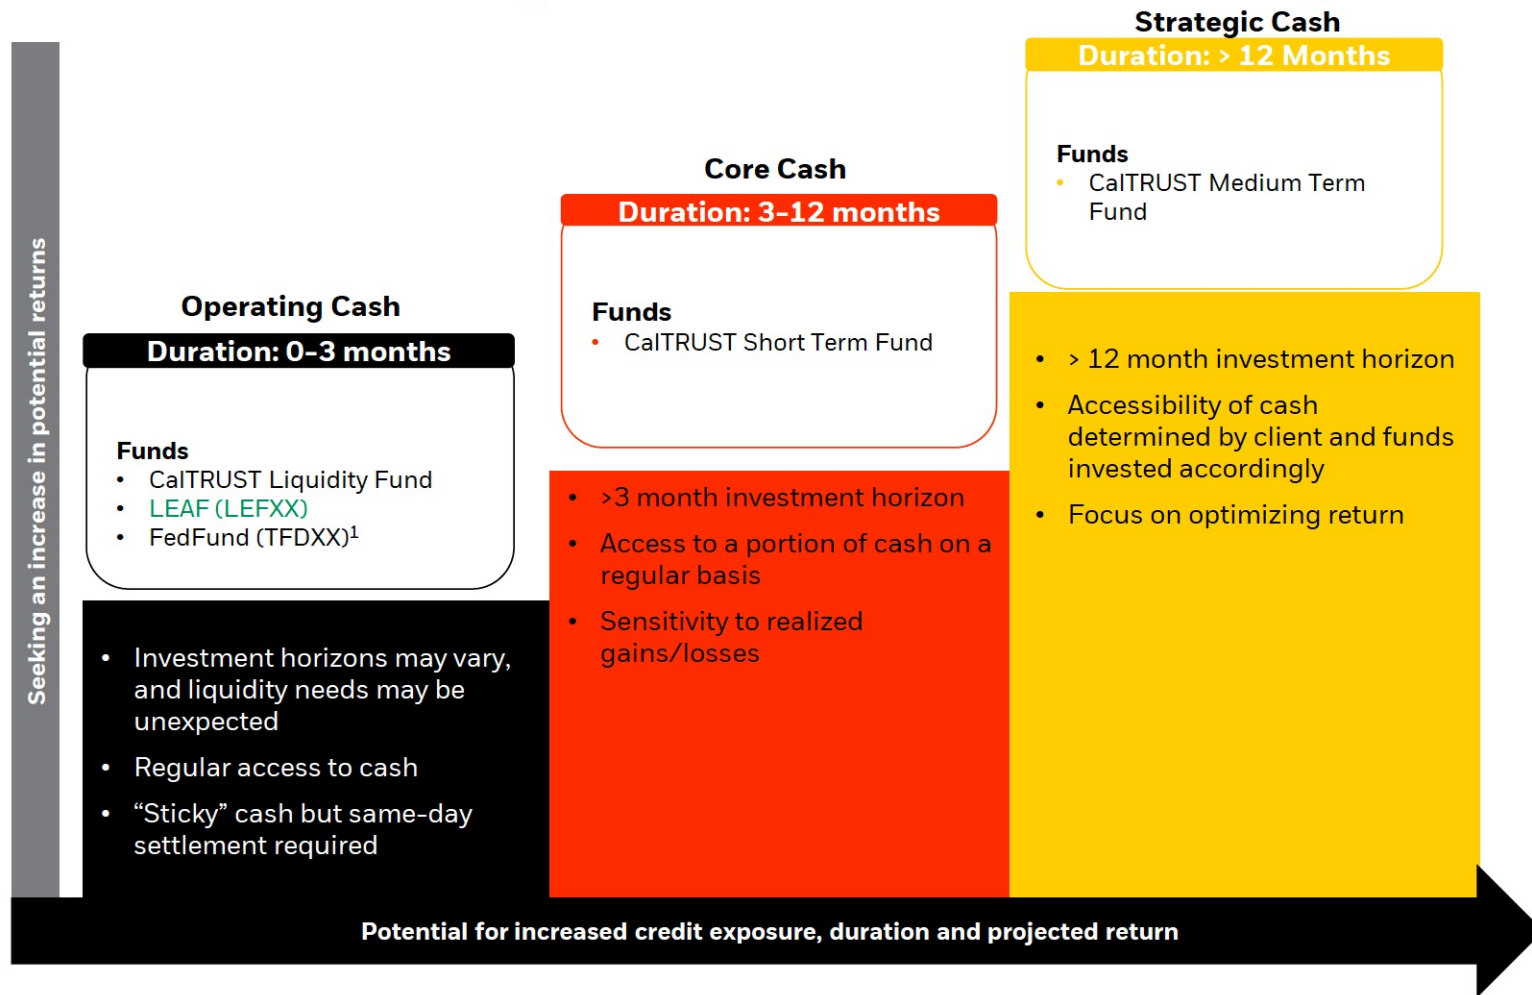 Strategic Cash
Duration: > 12 Months
Funds
• CalTRUST Medium Term
Fund
Core Cash
Duration: 3-12 months
Funds
• CalTRUST Short Term Fund
Operating Cash
Duration: 0-3 months
Funds
• CalTRUST Liquidity Fund
• LEAF (LEFXX)
• FedFund (TFDXX)¹
Seeking an increase in potential returns
• Investment horizons may vary,
and liquidity needs may be
unexpected
• Regular access to cash
• “Sticky” cash but same-day
settlement required
• >3 month investment horizon
• Access to a portion of cash on a
regular basis
• Sensitivity to realized
gains/losses
• > 12 month investment horizon
• Accessibility of cash
determined by client and funds
invested accordingly
• Focus on optimizing return
Potential for increased credit exposure, duration and projected return